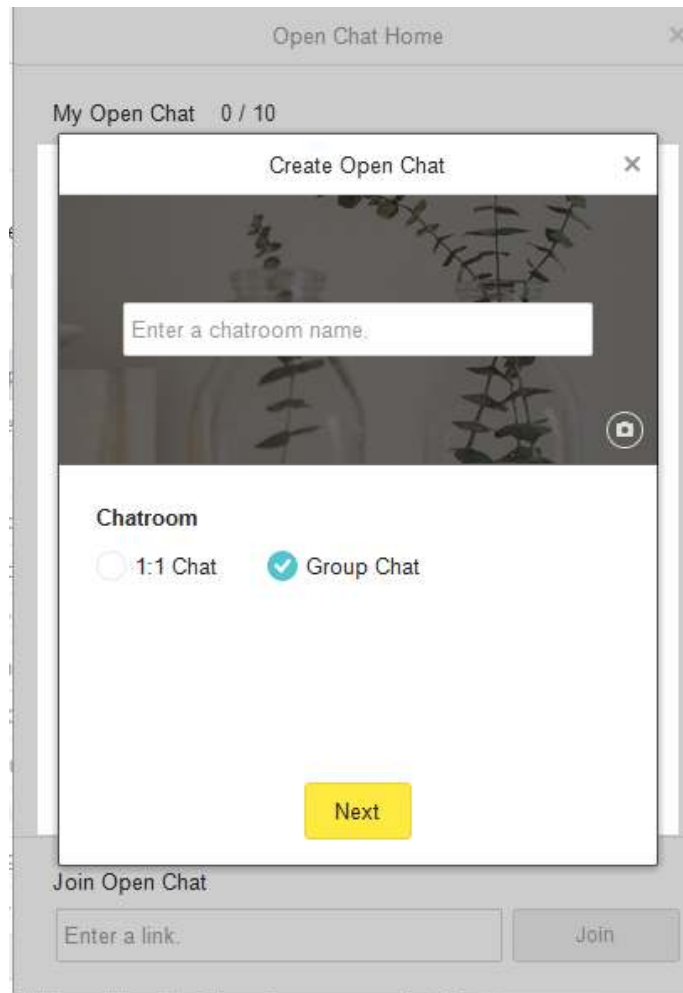 Open Chat Home
My Open Chat 0 / 10
Create Open Chat
Enter a chatroom name.
Chatroom
1:1 Chat Group Chat
Next
Join Open Chat
Enter a link. Join